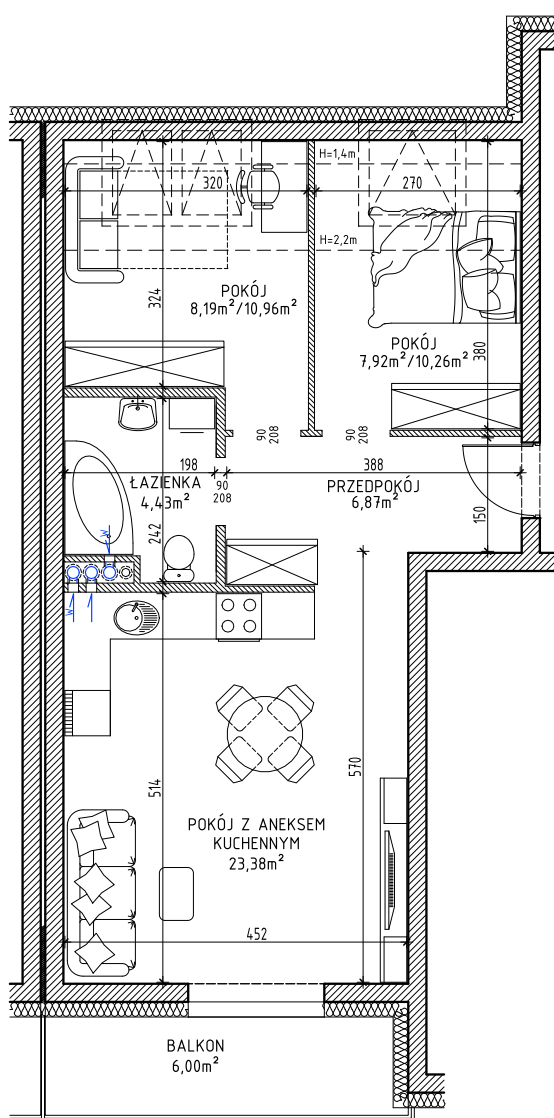 H=1,4m
320
270
H=2,2m
324
POKÓJ
8,19m²/10,96m²
POKÓJ
7,92m²/10,26m²
380
90
208
90
208
198
388
ŁAZIENKA
4,43m²
90
208
PRZEDPOKÓJ
6,87m²
150
242
W
W
570
514
POKÓJ Z ANEKSEM
KUCHENNYM
23,38m²
452
BALKON
6,00m²